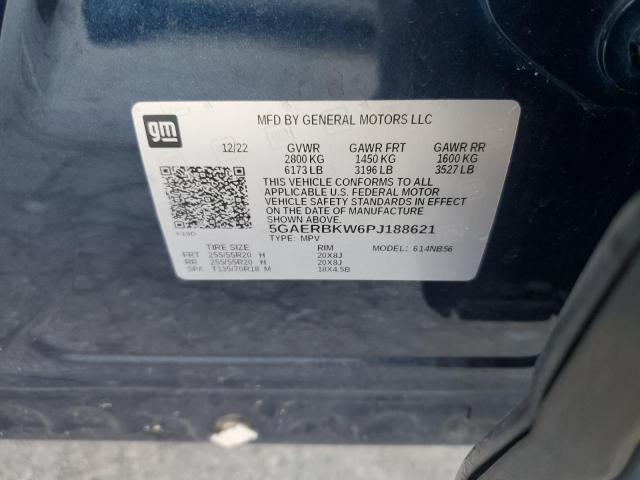 gm
MFD BY GENERAL MOTORS LLC
12/22 GVWR GAWR FRT GAWR RR
2800 KG 1450 KG 1600 KG
6173 LB 3196 LB 3527 LB
THIS VEHICLE CONFORMS TO ALL
APPLICABLE U.S. FEDERAL MOTOR
VEHICLE SAFETY STANDARDS IN EFFECT
ON THE DATE OF MANUFACTURE
SHOWN ABOVE.
5GAERBKW6PJ188621
TYPE: MPV MODEL: 614NB56
TIRE SIZE RIM
FRT 255/55R20 H 20X8J
RR 255/55R20 H 20X8J
SPA T135/70R18 M 18X4.5B